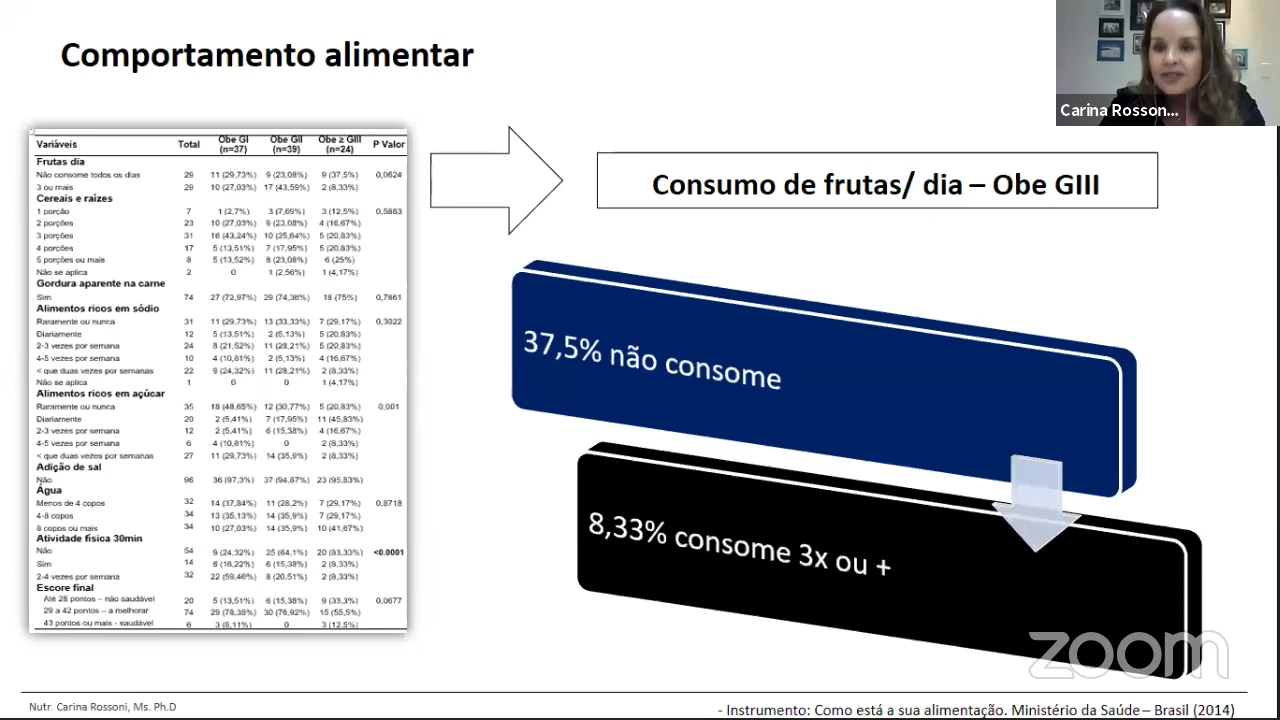 Comportamento alimentar
Carina Rosson...
Variáveis Total Obe GI (n=37) Obe GII (n=39) Obe ≥ GIII (n=24) P Valor
Frutas dia
Não consome todos os dias 29 11 (29,73%) 9 (23,08%) 9 (37,5%) 0,0624
3 ou mais 29 10 (27,03%) 17 (43,59%) 2 (8,33%)
Cereais e raízes
1 porção 7 1 (2,7%) 3 (7,69%) 3 (12,5%) 0,5883
2 porções 23 10 (27,03%) 9 (23,08%) 4 (16,67%)
3 porções 31 16 (43,24%) 10 (25,64%) 5 (20,83%)
4 porções 17 5 (13,51%) 7 (17,95%) 5 (20,83%)
5 porções ou mais 8 5 (13,52%) 8 (23,08%) 6 (25%)
Não se aplica 2 0 1 (2,56%) 1 (4,17%)
Gordura aparente na carne
Sim 74 27 (72,97%) 29 (74,36%) 18 (75%) 0,7861
Alimentos ricos em sódio
Raramente ou nunca 31 11 (29,73%) 13 (33,33%) 7 (29,17%) 0,3022
Diariamente 12 5 (13,51%) 2 (5,13%) 5 (20,83%)
2-3 vezes por semana 24 8 (21,52%) 11 (28,21%) 5 (20,83%)
4-5 vezes por semana 10 4 (10,81%) 2 (5,13%) 4 (16,67%)
< que duas vezes por semanas 22 9 (24,32%) 11 (28,21%) 2 (8,33%)
Não se aplica 1 0 0 1 (4,17%)
Alimentos ricos em açúcar
Raramente ou nunca 35 18 (48,65%) 12 (30,77%) 5 (20,83%) 0,001
Diariamente 20 2 (5,41%) 7 (17,95%) 11 (45,83%)
2-3 vezes por semana 12 2 (5,41%) 6 (15,38%) 4 (16,67%)
4-5 vezes por semana 6 4 (10,81%) 0 2 (8,33%)
< que duas vezes por semanas 27 11 (29,73%) 14 (35,9%) 2 (8,33%)
Adição de sal
Não 96 36 (97,3%) 37 (94,87%) 23 (95,83%)
Água
Menos de 4 copos 32 14 (37,84%) 11 (28,2%) 7 (29,17%) 0,8718
4-8 copos 34 13 (35,13%) 14 (35,9%) 7 (29,17%)
8 copos ou mais 34 10 (27,03%) 14 (35,9%) 10 (41,67%)
Atividade física 30min
Não 54 9 (24,32%) 25 (64,1%) 20 (83,33%) <0.0001
Sim 14 6 (16,22%) 6 (15,38%) 2 (8,33%)
2-4 vezes por semana 32 22 (59,46%) 8 (20,51%) 2 (8,33%)
Escore final
Até 28 pontos – não saudável 20 5 (13,51%) 6 (15,38%) 9 (33,3%) 0,0677
29 a 42 pontos – a melhorar 74 29 (78,38%) 30 (76,92%) 15 (55,5%)
43 pontos ou mais - saudável 6 3 (8,11%) 0 3 (12,5%)
Consumo de frutas/ dia – Obe GIII
37,5% não consome
8,33% consome 3x ou +
zoom
Nutr. Carina Rossoni, Ms. Ph.D
- Instrumento: Como está a sua alimentação. Ministério da Saúde – Brasil (2014)